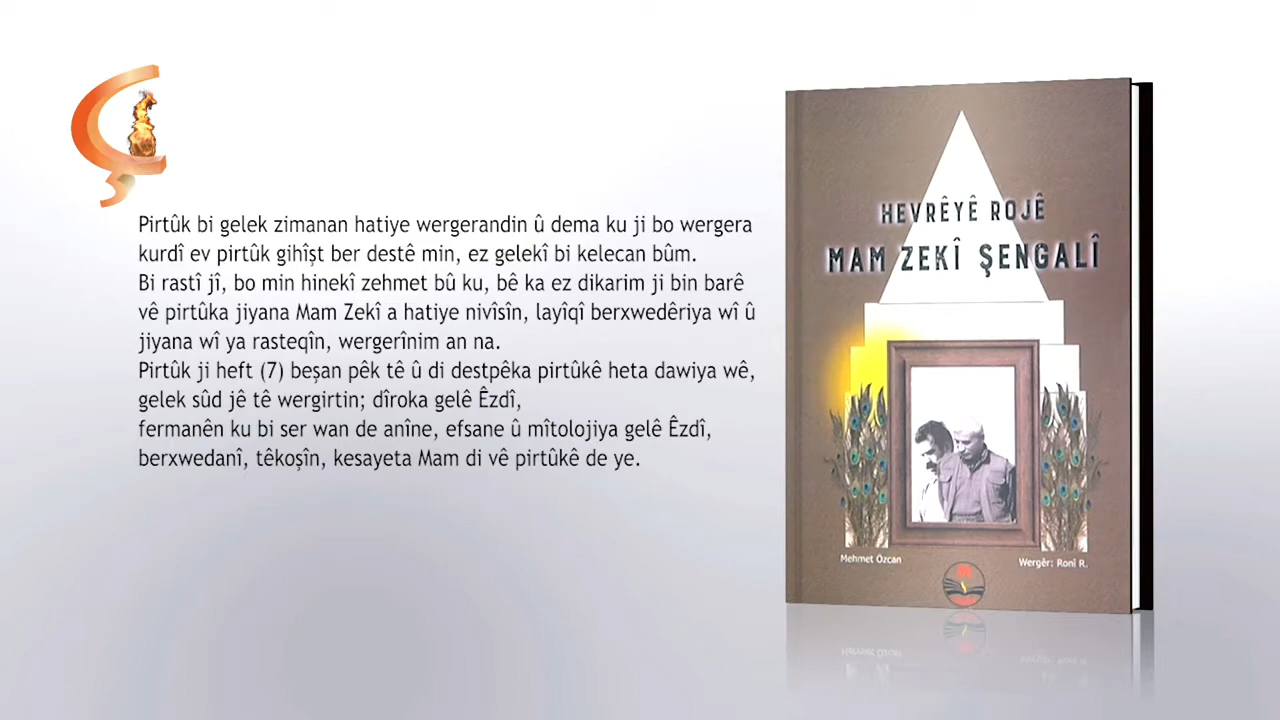 Pirtûk bi gelek zimanan hatiye wergerandin û dema ku ji bo wergera
kurdî ev pirtûk gihîşt ber destê min, ez gelekî bi kelecan bûm.
Bi rastî jî, bo min hinekî zehmet bû ku, bê ka ez dikarim ji bin barê
vê pirtûka jiyana Mam Zekî a hatiye nivîsîn, layîqî berxwedêriya wî û
jiyana wî ya rasteqîn, wergerînim an na.
Pirtûk ji heft (7) beşan pêk tê û di destpêka pirtûkê heta dawiya wê,
gelek sûd jê tê wergirtin; dîroka gelê Êzdî,
fermanên ku bi ser wan de anîne, efsane û mîtolojiya gelê Êzdî,
berxwedanî, têkoşîn, kesayeta Mam di vê pirtûkê de ye.
HEVRÊYÊ ROJÊ
MAM ZEKÎ ŞENGALÎ
Mehmet Özcan
Wergêr: Ronî R.